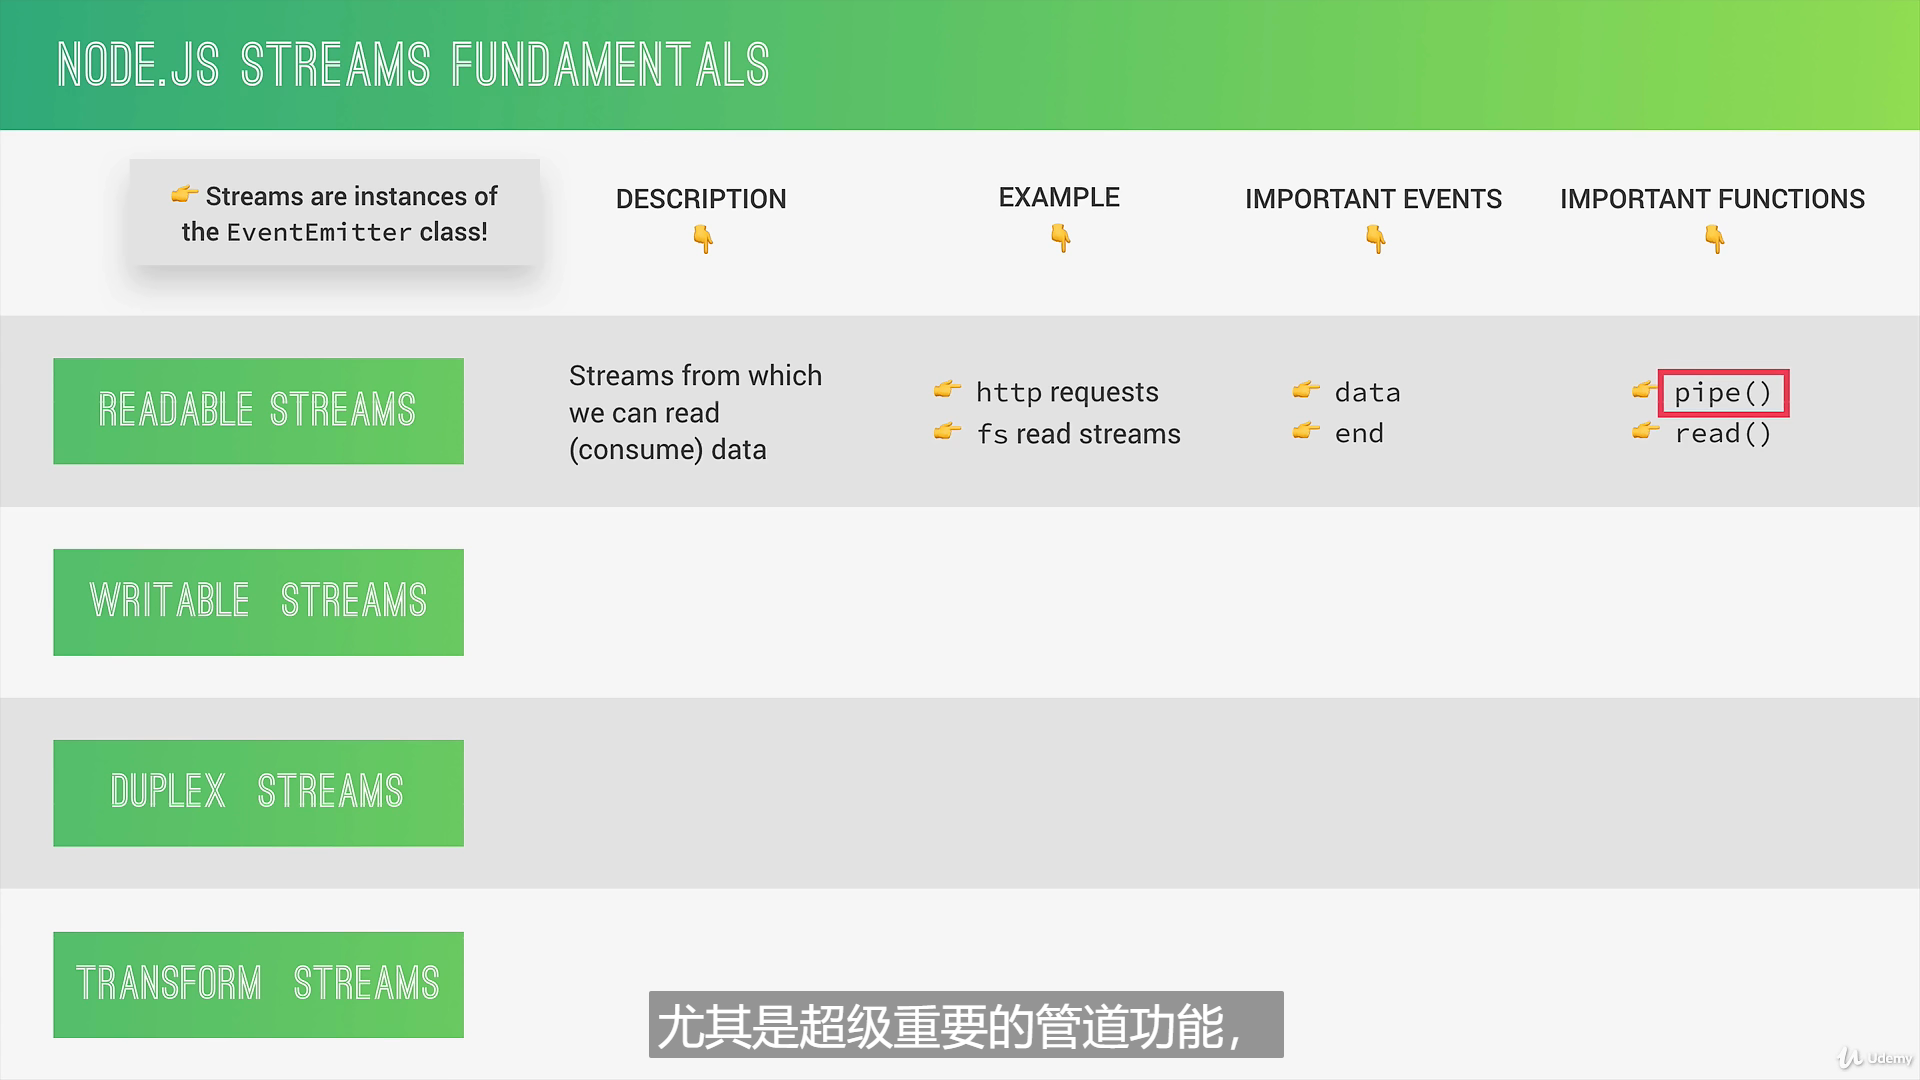 NODE.JS STREAMS FUNDAMENTALS
👉 Streams are instances of
the EventEmitter class!
DESCRIPTION
👇
EXAMPLE
👇
IMPORTANT EVENTS
👇
IMPORTANT FUNCTIONS
👇
READABLE STREAMS
Streams from which
we can read
(consume) data
👉 http requests
👉 fs read streams
👉 data
👉 end
👉 pipe()
👉 read()
WRITABLE STREAMS
DUPLEX STREAMS
TRANSFORM STREAMS
尤其是超级重要的管道功能，
Udemy